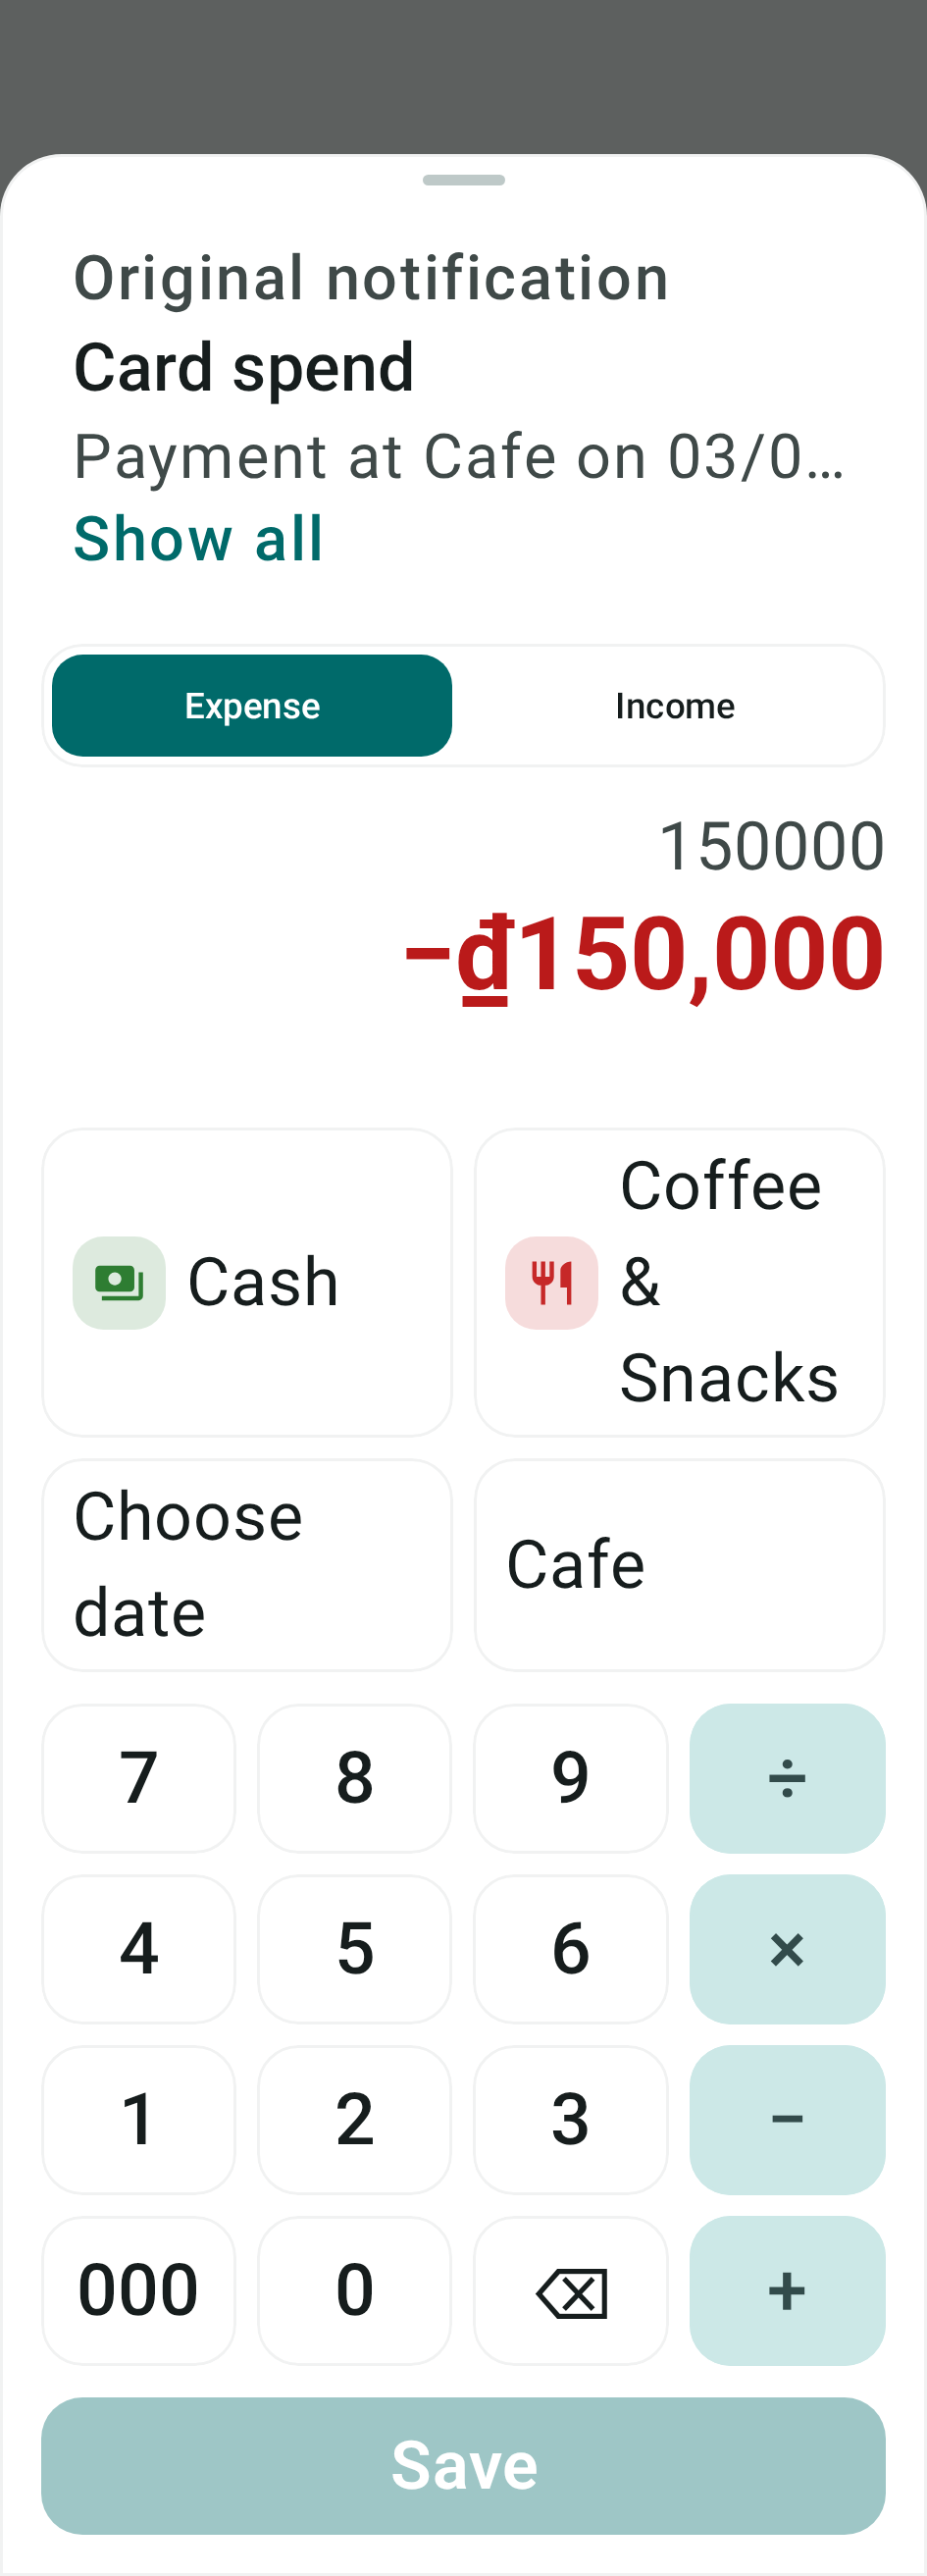 Original notification
Card spend
Payment at Cafe on 03/0…
Show all
Expense
Income
150000
−₫150,000
Cash
Coffee
&
Snacks
Choose
date
Cafe
7 8 9 ÷
4 5 6 ×
1 2 3 −
000 0 ⌫ +
Save